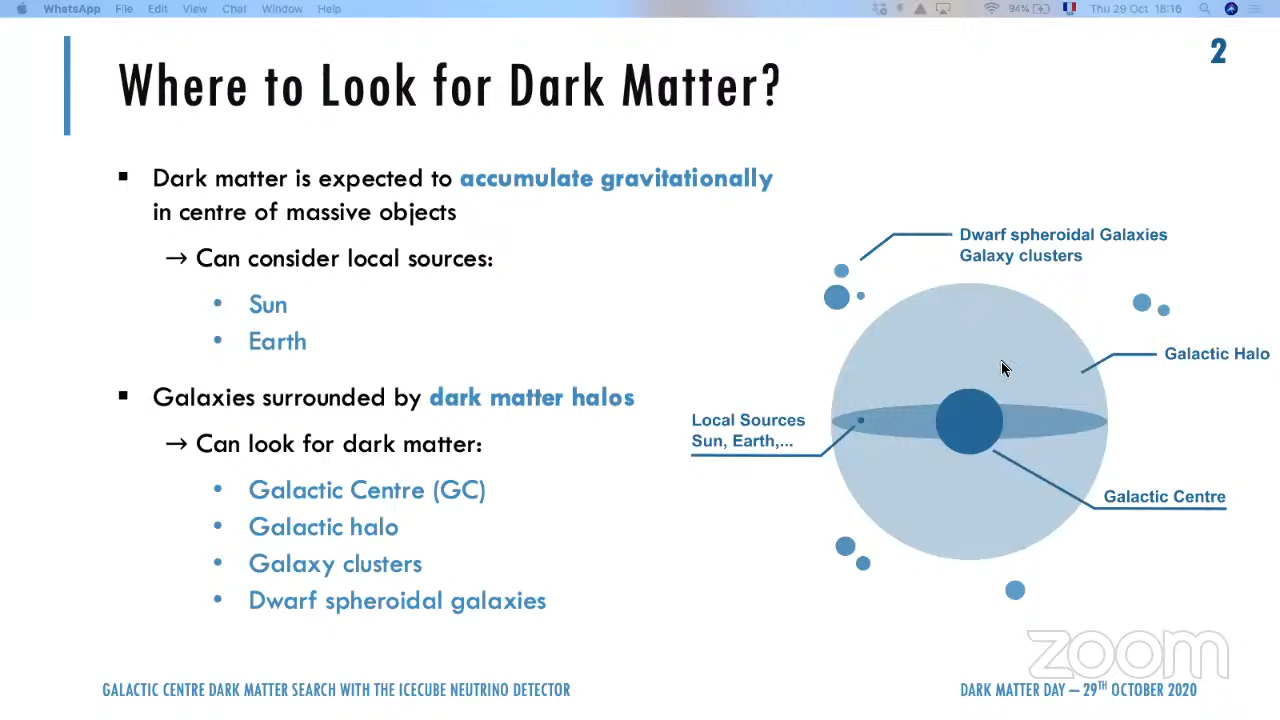 WhatsApp File Edit View Chat Window Help 94% Thu 29 Oct 18:16
2
Where to Look for Dark Matter?
▪ Dark matter is expected to accumulate gravitationally
in centre of massive objects
→ Can consider local sources:
• Sun
• Earth
▪ Galaxies surrounded by dark matter halos
→ Can look for dark matter:
• Galactic Centre (GC)
• Galactic halo
• Galaxy clusters
• Dwarf spheroidal galaxies
Dwarf spheroidal Galaxies
Galaxy clusters
Galactic Halo
Local Sources
Sun, Earth,...
Galactic Centre
zoom
GALACTIC CENTRE DARK MATTER SEARCH WITH THE ICECUBE NEUTRINO DETECTOR
DARK MATTER DAY – 29TH OCTOBER 2020